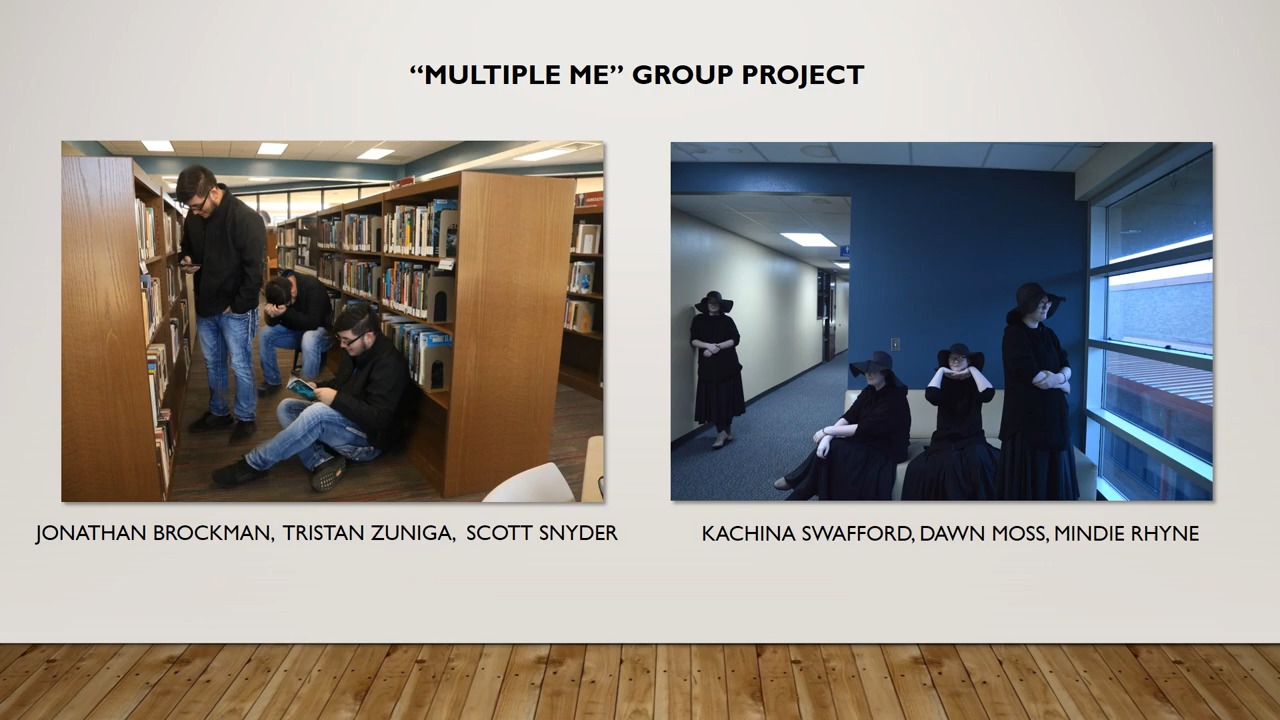 “MULTIPLE ME” GROUP PROJECT
JONATHAN BROCKMAN, TRISTAN ZUNIGA, SCOTT SNYDER
KACHINA SWAFFORD, DAWN MOSS, MINDIE RHYNE